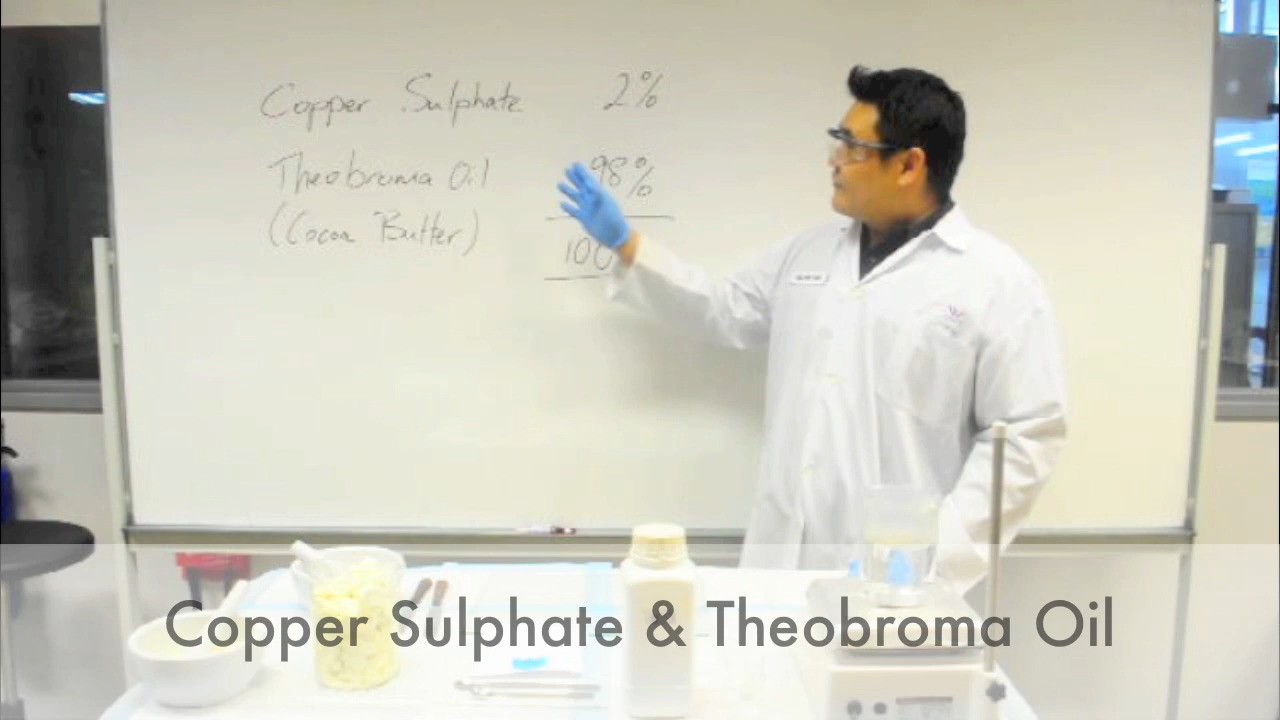 Copper Sulphate 2%
Theobroma Oil 98%
(Cocoa Butter)
100
Copper Sulphate & Theobroma Oil